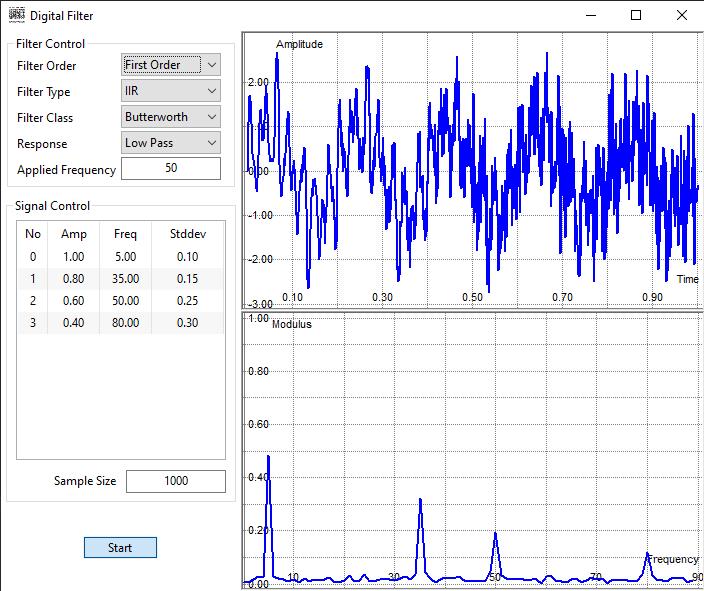 Digital Filter
Filter Control
Filter Order First Order
Filter Type IIR
Filter Class Butterworth
Response Low Pass
Applied Frequency 50
Signal Control
No Amp Freq Stddev
0 1.00 5.00 0.10
1 0.80 35.00 0.15
2 0.60 50.00 0.25
3 0.40 80.00 0.30
Sample Size 1000
Start
Amplitude
2.00
1.00
0.00
-1.00
-2.00
Time
-3.00
0.10 0.30 0.50 0.70 0.90
1.00
Modulus
0.80
0.60
0.40
0.20
Frequency
0.00
10 30 50 70 90